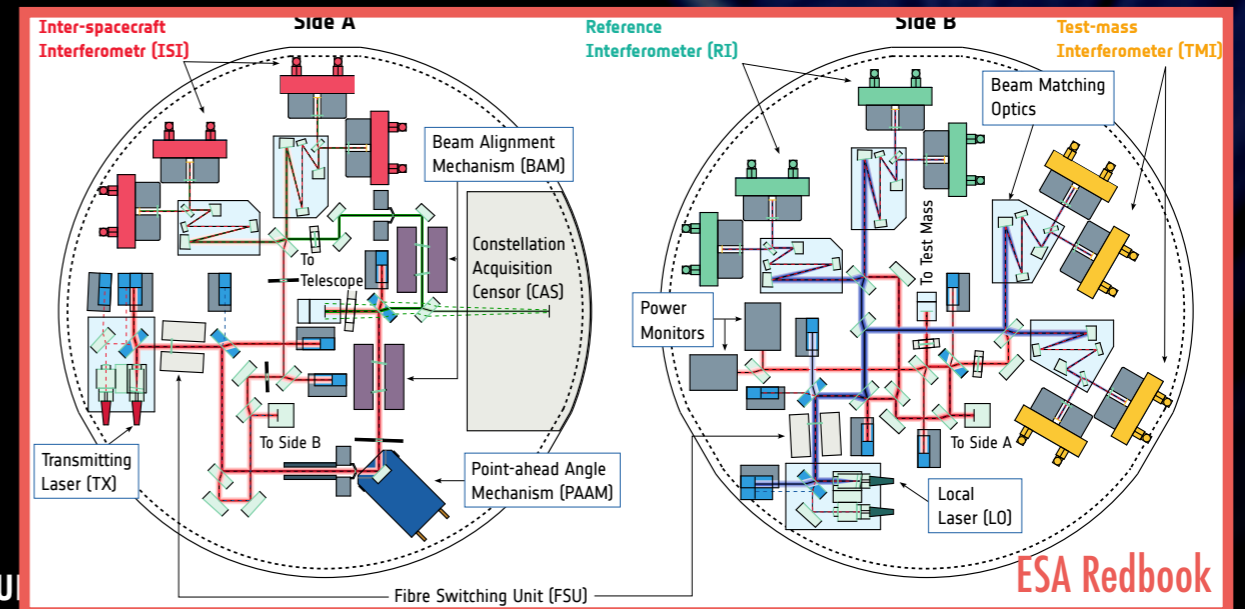 Side A
Side B
Inter-spacecraft
Interferometr (ISI)
Reference
Interferometer (RI)
Test-mass
Interferometer (TMI)
Beam Matching
Optics
Beam Alignment
Mechanism (BAM)
Constellation
Acquisition
Censor (CAS)
To
Telescope
To Test Mass
Power
Monitors
To Side B
To Side A
Transmitting
Laser (TX)
Point-ahead Angle
Mechanism (PAAM)
Local
Laser (LO)
ESA Redbook
Fibre Switching Unit (FSU)